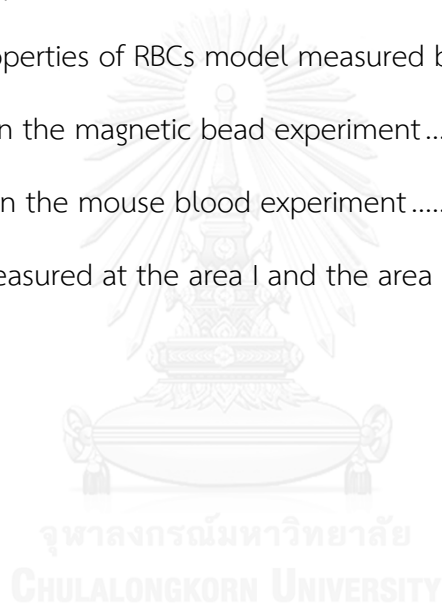 operties of RBCs model measured b
n the magnetic bead experiment...
n the mouse blood experiment.....
easured at the area I and the area
จุฬาลงกรณ์มหาวิทยาลัย
CHULALONGKORN UNIVERSITY